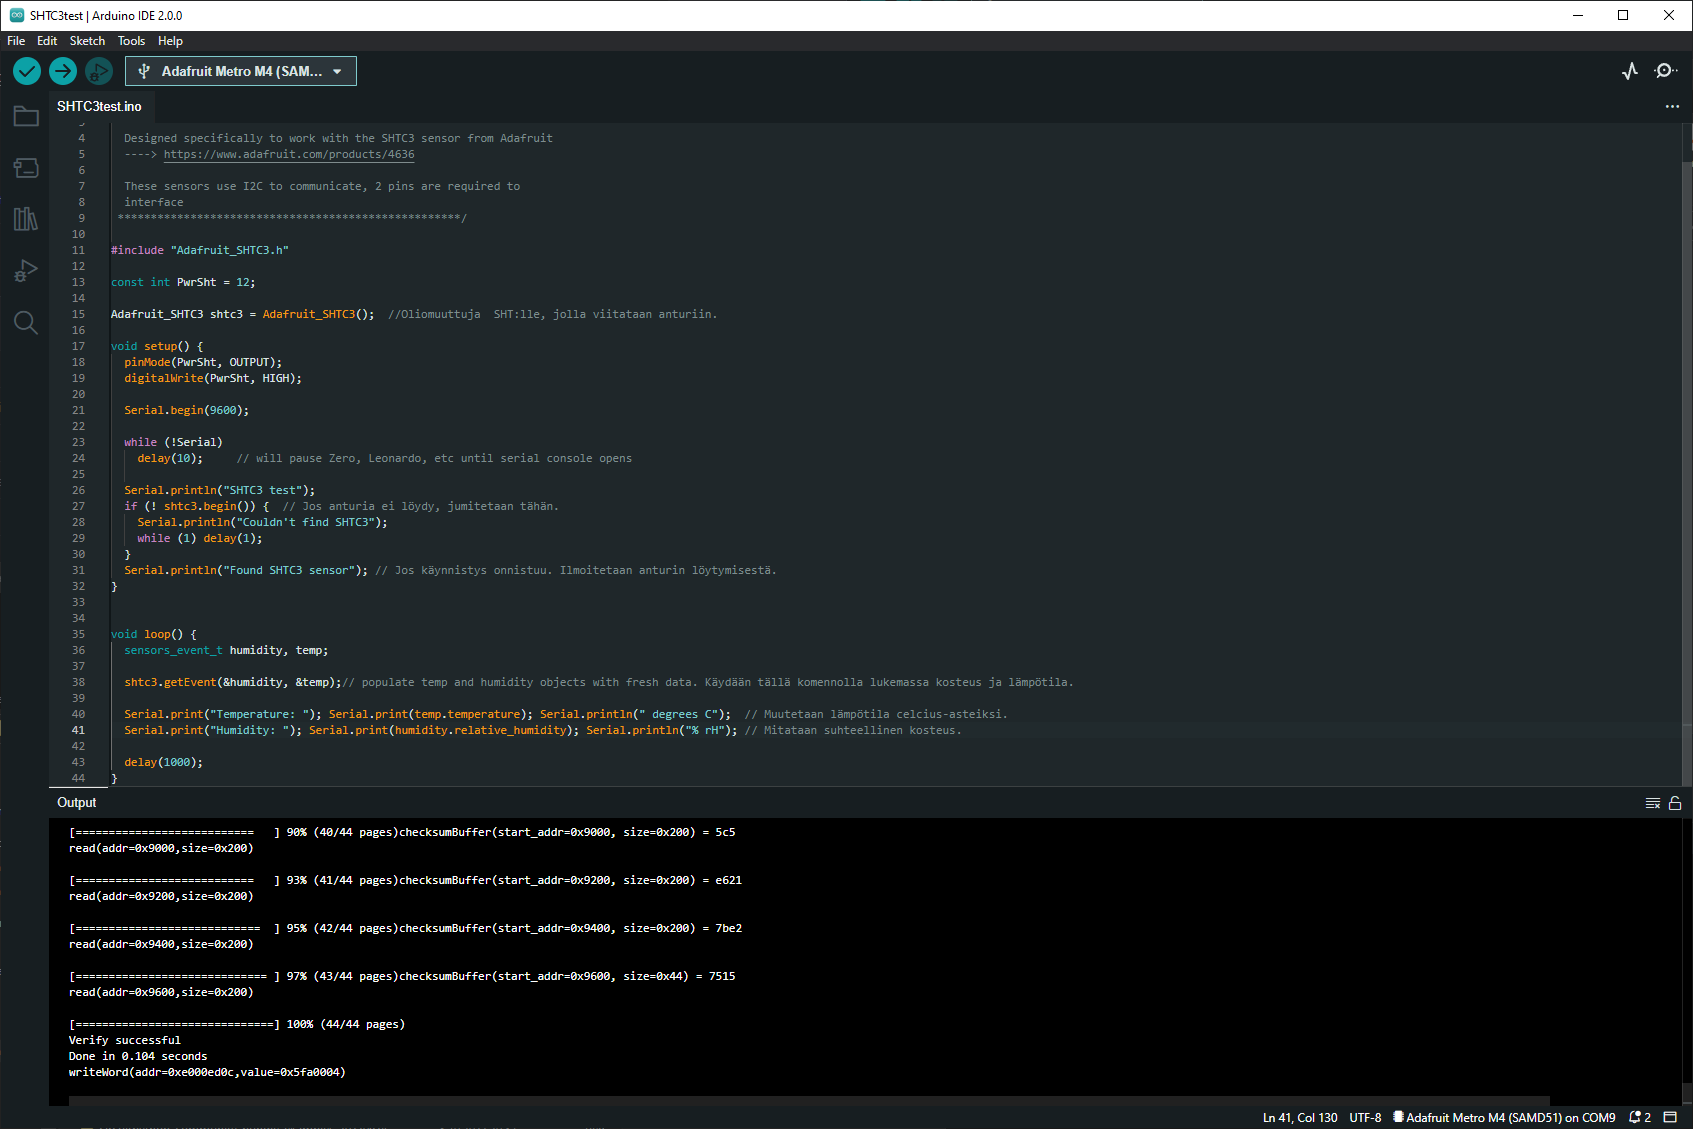 SHTC3test | Arduino IDE 2.0.0
File Edit Sketch Tools Help
Adafruit Metro M4 (SAM...
SHTC3test.ino
4 Designed specifically to work with the SHTC3 sensor from Adafruit
5 ----> https://www.adafruit.com/products/4636
6
7 These sensors use I2C to communicate, 2 pins are required to
8 interface
9 ****************************************************/
10
11 #include "Adafruit_SHTC3.h"
12
13 const int PwrSht = 12;
14
15 Adafruit_SHTC3 shtc3 = Adafruit_SHTC3();  //Oliomuuttuja  SHT:lle, jolla viitataan anturiin.
16
17 void setup() {
18 pinMode(PwrSht, OUTPUT);
19 digitalWrite(PwrSht, HIGH);
20
21 Serial.begin(9600);
22
23 while (!Serial)
24 delay(10);     // will pause Zero, Leonardo, etc until serial console opens
25
26 Serial.println("SHTC3 test");
27 if (! shtc3.begin()) {  // Jos anturia ei löydy, jumitetaan tähän.
28 Serial.println("Couldn't find SHTC3");
29 while (1) delay(1);
30 }
31 Serial.println("Found SHTC3 sensor"); // Jos käynnistys onnistuu. Ilmoitetaan anturin löytymisestä.
32 }
33
34
35 void loop() {
36 sensors_event_t humidity, temp;
37
38 shtc3.getEvent(&humidity, &temp);// populate temp and humidity objects with fresh data. Käydään tällä komennolla lukemassa kosteus ja lämpötila.
39
40 Serial.print("Temperature: "); Serial.print(temp.temperature); Serial.println(" degrees C");  // Muutetaan lämpötila celcius-asteiksi.
41 Serial.print("Humidity: "); Serial.print(humidity.relative_humidity); Serial.println("% rH"); // Mitataan suhteellinen kosteus.
42
43 delay(1000);
44 }
Output
[===========================   ] 90% (40/44 pages)checksumBuffer(start_addr=0x9000, size=0x200) = 5c5
read(addr=0x9000,size=0x200)
[===========================   ] 93% (41/44 pages)checksumBuffer(start_addr=0x9200, size=0x200) = e621
read(addr=0x9200,size=0x200)
[============================  ] 95% (42/44 pages)checksumBuffer(start_addr=0x9400, size=0x200) = 7be2
read(addr=0x9400,size=0x200)
[============================= ] 97% (43/44 pages)checksumBuffer(start_addr=0x9600, size=0x44) = 7515
read(addr=0x9600,size=0x200)
[==============================] 100% (44/44 pages)
Verify successful
Done in 0.104 seconds
writeWord(addr=0xe000ed0c,value=0x5fa0004)
Ln 41, Col 130 UTF-8 Adafruit Metro M4 (SAMD51) on COM9 2